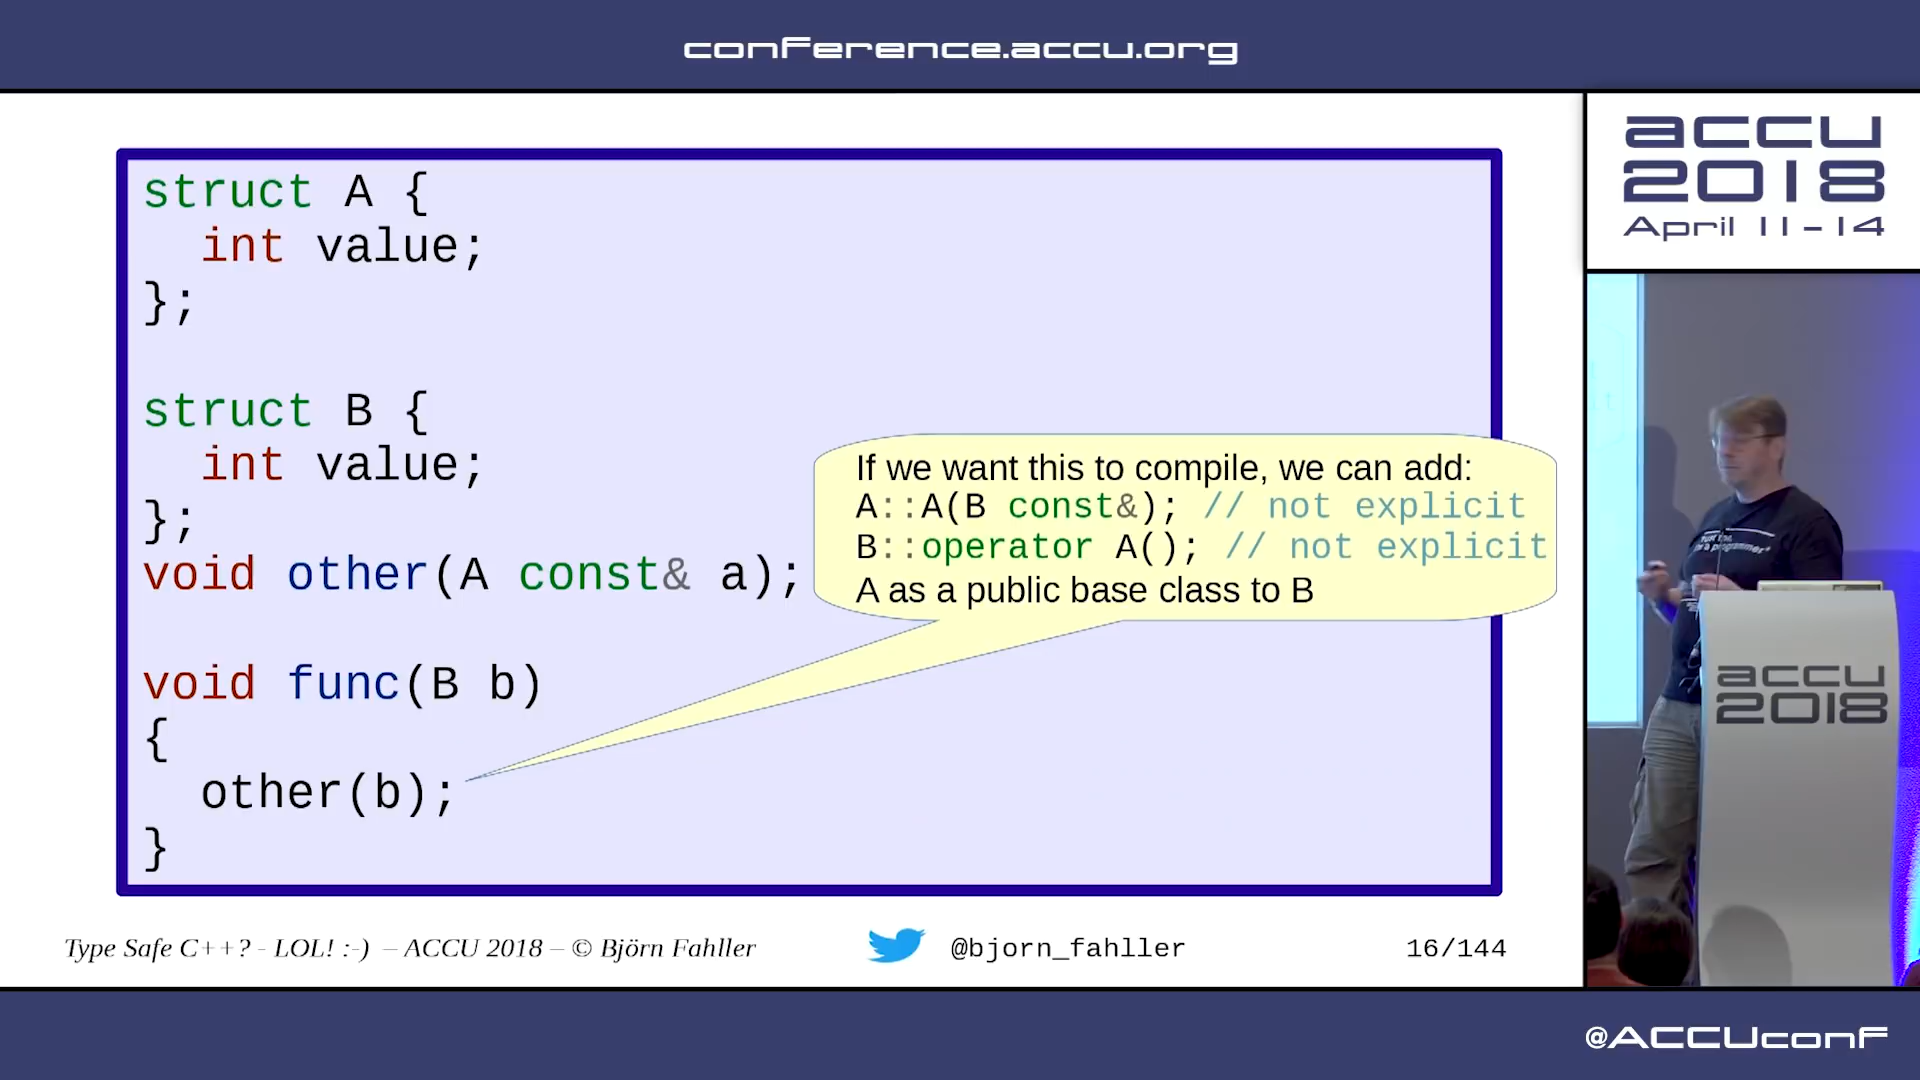 conference.accu.org
struct A {
  int value;
};
struct B {
  int value;
};
void other(A const& a);
void func(B b)
{
  other(b);
}
If we want this to compile, we can add:
A::A(B const&); // not explicit
B::operator A(); // not explicit
A as a public base class to B
Type Safe C++? - LOL! :-) – ACCU 2018 – © Björn Fahller
@bjorn_fahller
16/144
accu
2018
April 11-14
accu
2018
@ACCUconf